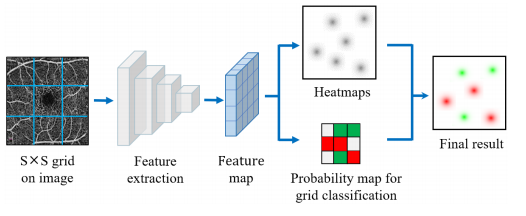 S×S grid
on image
Feature
extraction
Feature
map
Heatmaps
Probability map for
grid classification
Final result